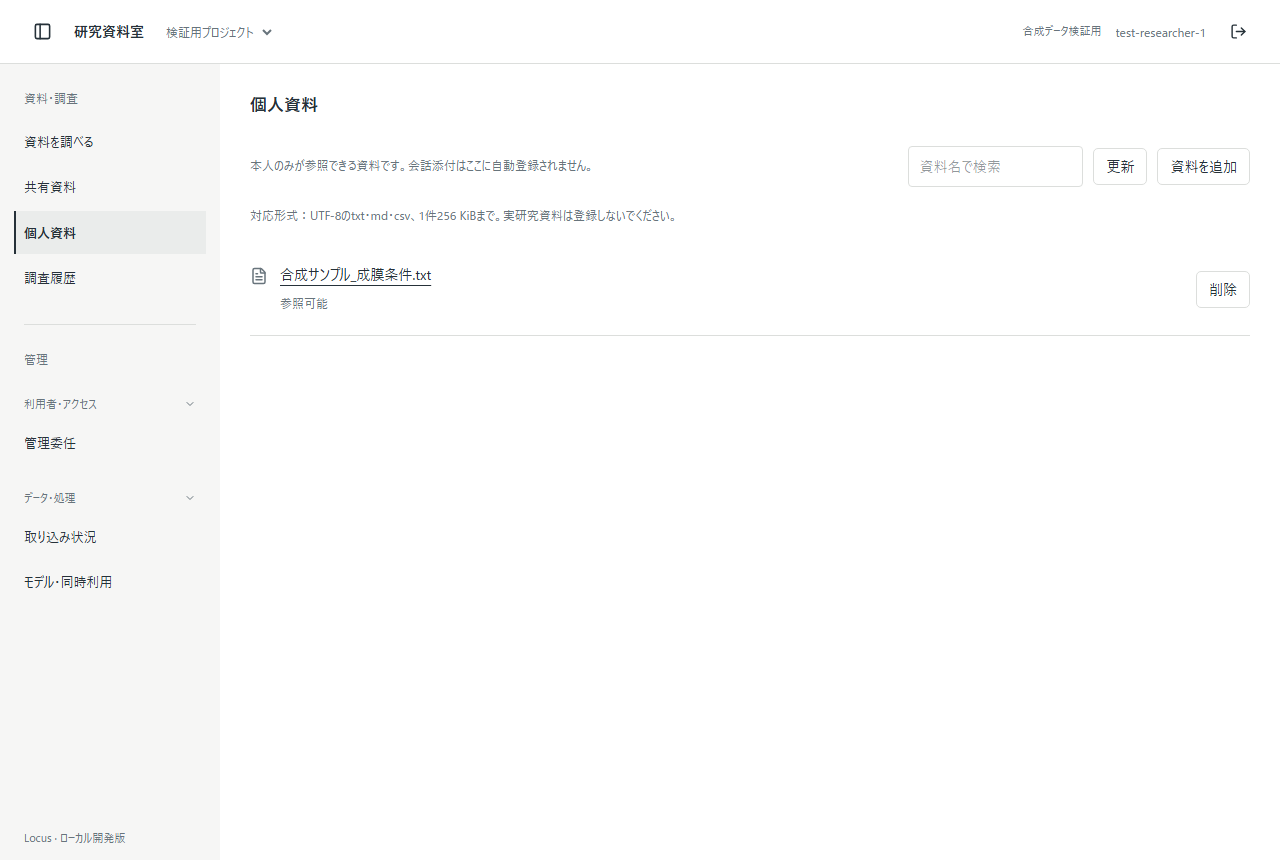 研究資料室
検証用プロジェクト
合成データ検証用
test-researcher-1
資料・調査
資料を調べる
共有資料
個人資料
調査履歴
管理
利用者・アクセス
管理委任
データ・処理
取り込み状況
モデル・同時利用
Locus · ローカル開発版
個人資料
本人のみが参照できる資料です。会話添付はここに自動登録されません。
資料名で検索
更新
資料を追加
対応形式：UTF-8のtxt・md・csv、1件256 KiBまで。実研究資料は登録しないでください。
合成サンプル_成膜条件.txt
参照可能
削除